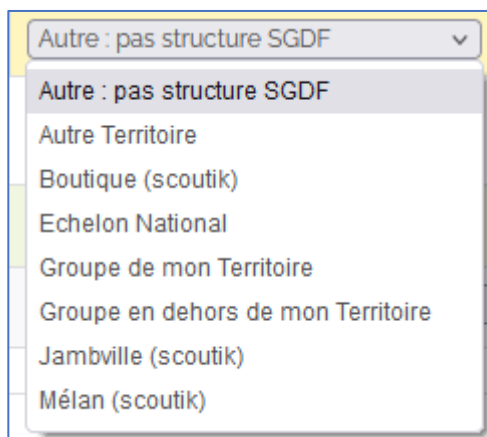 Autre : pas structure SGDF
Autre : pas structure SGDF
Autre Territoire
Boutique (scoutik)
Echelon National
Groupe de mon Territoire
Groupe en dehors de mon Territoire
Jambville (scoutik)
Mélan (scoutik)